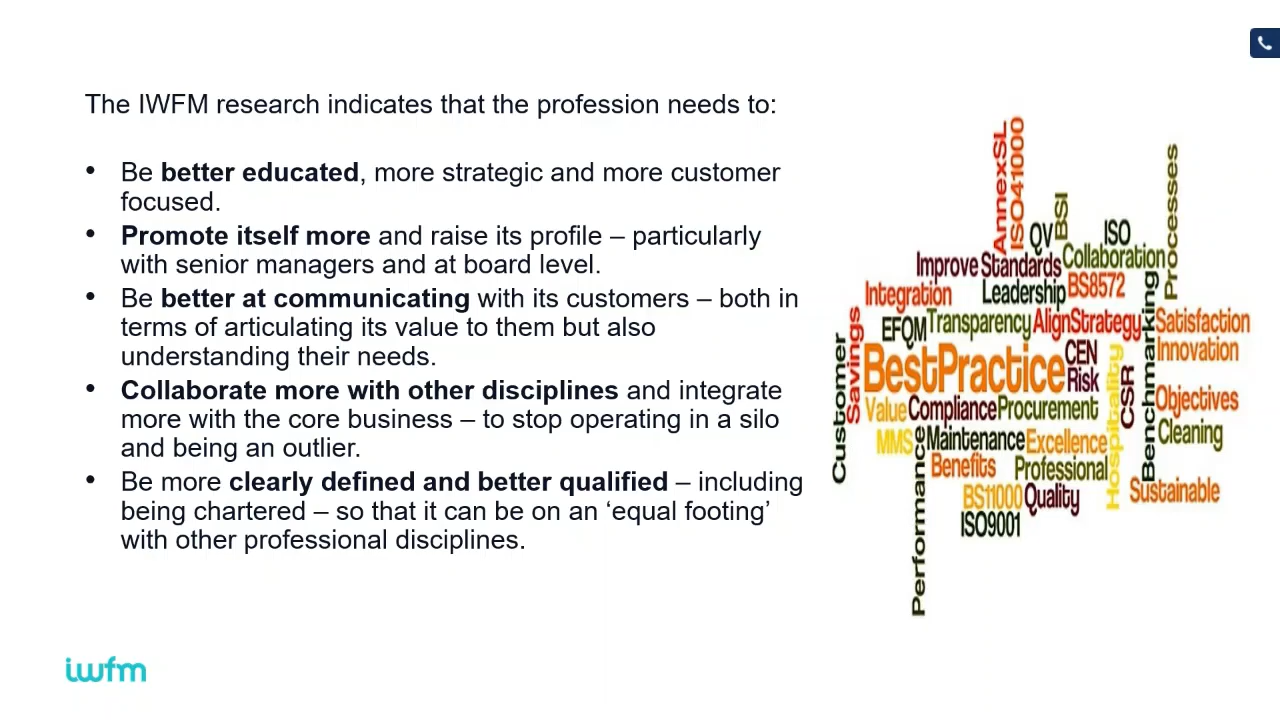 The IWFM research indicates that the profession needs to:
• Be better educated, more strategic and more customer
focused.
• Promote itself more and raise its profile – particularly
with senior managers and at board level.
• Be better at communicating with its customers – both in
terms of articulating its value to them but also
understanding their needs.
• Collaborate more with other disciplines and integrate
more with the core business – to stop operating in a silo
and being an outlier.
• Be more clearly defined and better qualified – including
being chartered – so that it can be on an ‘equal footing’
with other professional disciplines.
AnnexSL
ISO41000
QV
BSI
ISO
Processes
Improve
Standards
Collaboration
Integration
Leadership
BS8572
Customer
Savings
EFQM
Transparency
AlignStrategy
Benchmarking
Satisfaction
Innovation
BestPractice
CEN
Risk
Hospitality
CSR
Objectives
Value
Compliance
Procurement
Cleaning
MMS
Performance
Maintenance
Excellence
Benefits
Professional
Sustainable
BS11000
Quality
ISO9001
iwfm